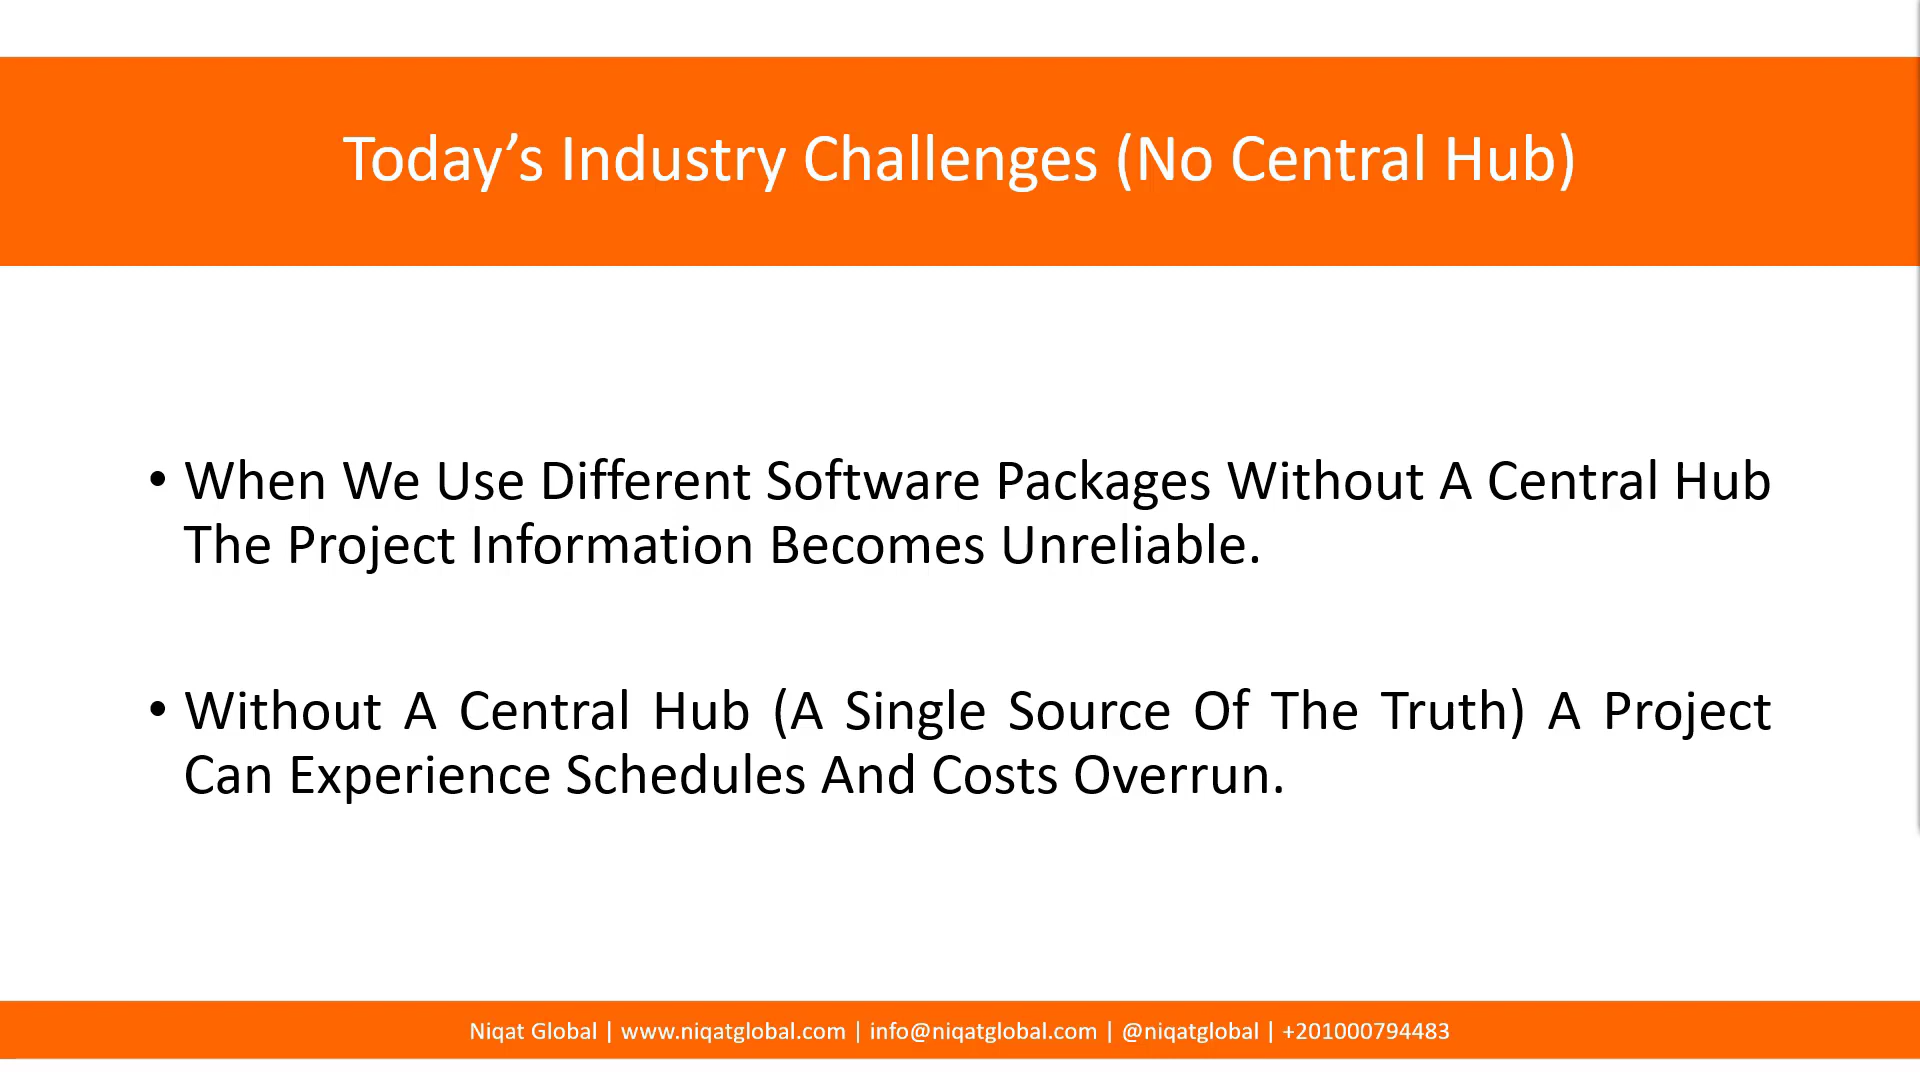 Today’s Industry Challenges (No Central Hub)
• When We Use Different Software Packages Without A Central Hub
The Project Information Becomes Unreliable.
• Without A Central Hub (A Single Source Of The Truth) A Project
Can Experience Schedules And Costs Overrun.
Niqat Global | www.niqatglobal.com | info@niqatglobal.com | @niqatglobal | +201000794483